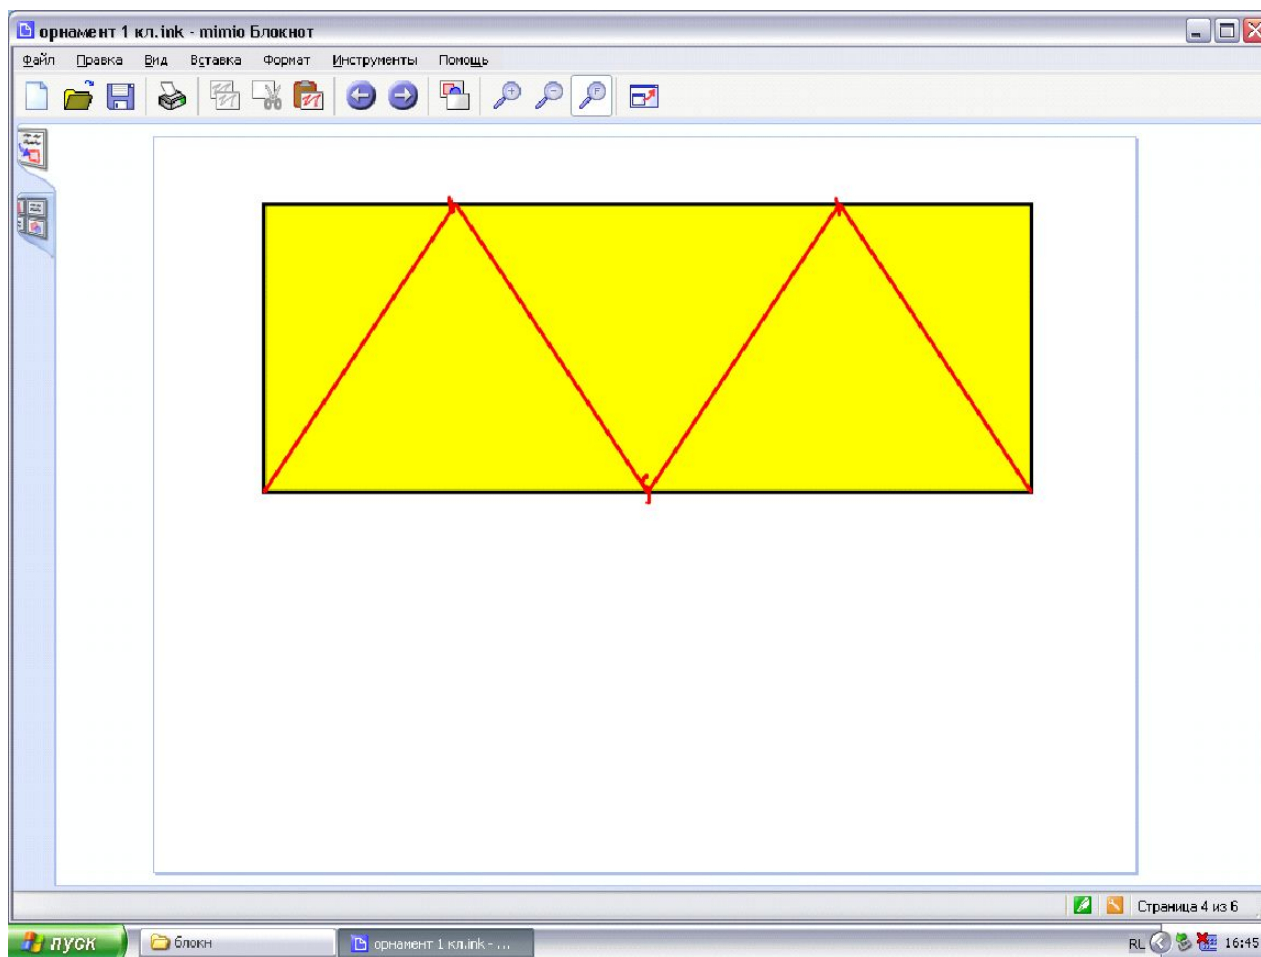 орнамент 1 кл.ink - mimio Блокнот
Файл Правка Вид Вставка Формат Инструменты Помощь
Страница 4 из 6
пуск блокн орнамент 1 кл.ink - ... RL 16:45